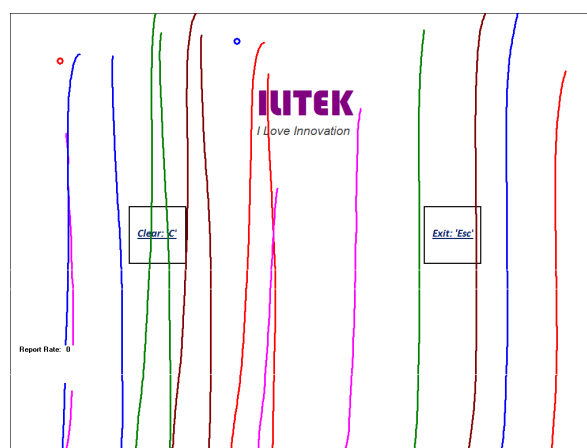 ILITEK
I Love Innovation
Clear: 'C'
Exit: 'Esc'
Report Rate: 0